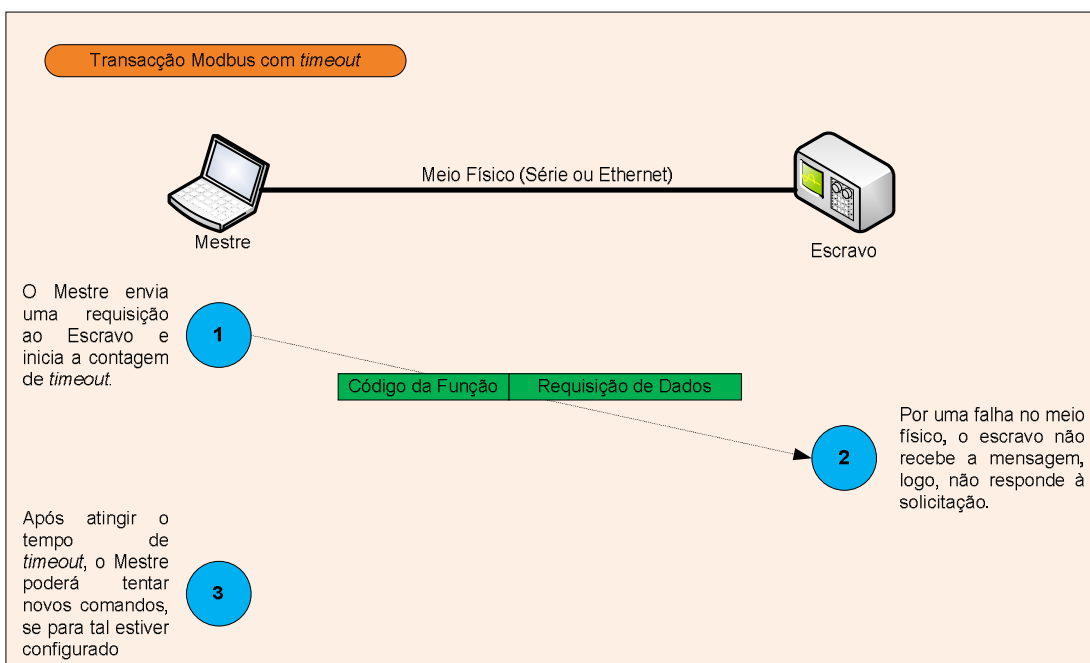 Transacção Modbus com timeout
Meio Físico (Série ou Ethernet)
Mestre
Escravo
O Mestre envia
uma requisição
ao Escravo e
inicia a contagem
de timeout.
1
Código da Função
Requisição de Dados
2
Por uma falha no meio
físico, o escravo não
recebe a mensagem,
logo, não responde à
solicitação.
Após atingir o
tempo de
timeout, o Mestre
poderá tentar
novos comandos,
se para tal estiver
configurado
3